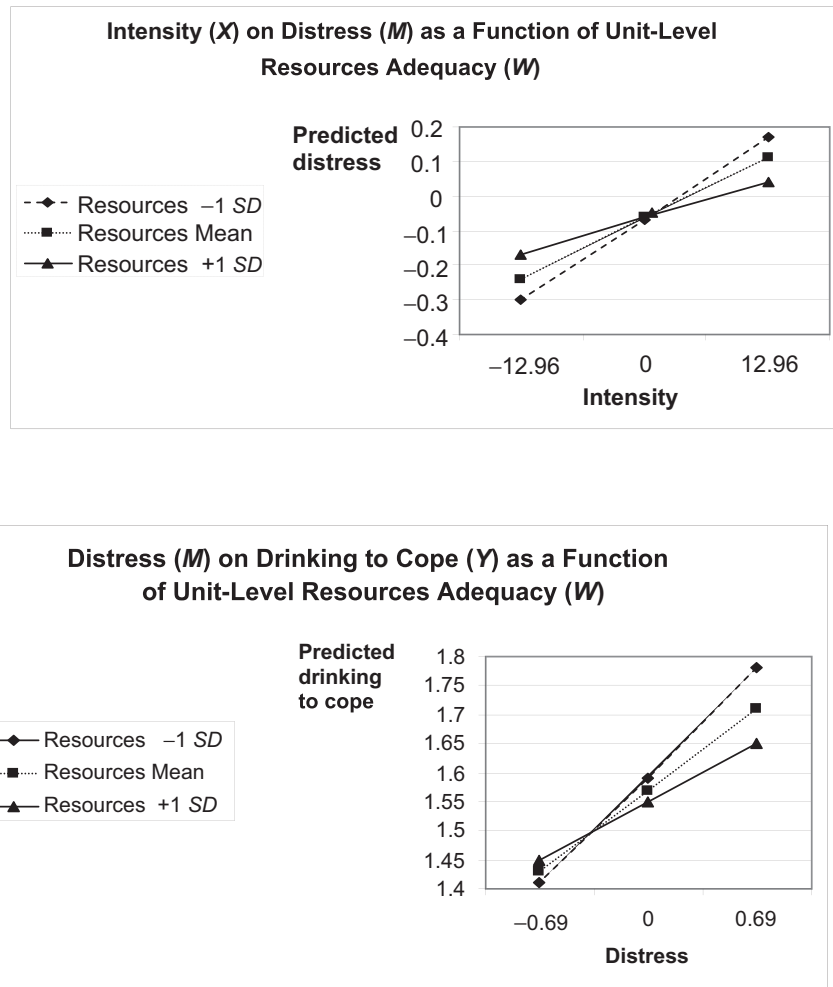 Intensity (X) on Distress (M) as a Function of Unit-Level
Resources Adequacy (W)
Predicted
distress
0.2
0.1
0
–0.1
–0.2
–0.3
–0.4
Resources –1 SD
Resources Mean
Resources +1 SD
–12.96 0 12.96
Intensity
Distress (M) on Drinking to Cope (Y) as a Function
of Unit-Level Resources Adequacy (W)
Predicted
drinking
to cope
1.8
1.75
1.7
1.65
1.6
1.55
1.5
1.45
1.4
Resources –1 SD
Resources Mean
Resources +1 SD
–0.69 0 0.69
Distress